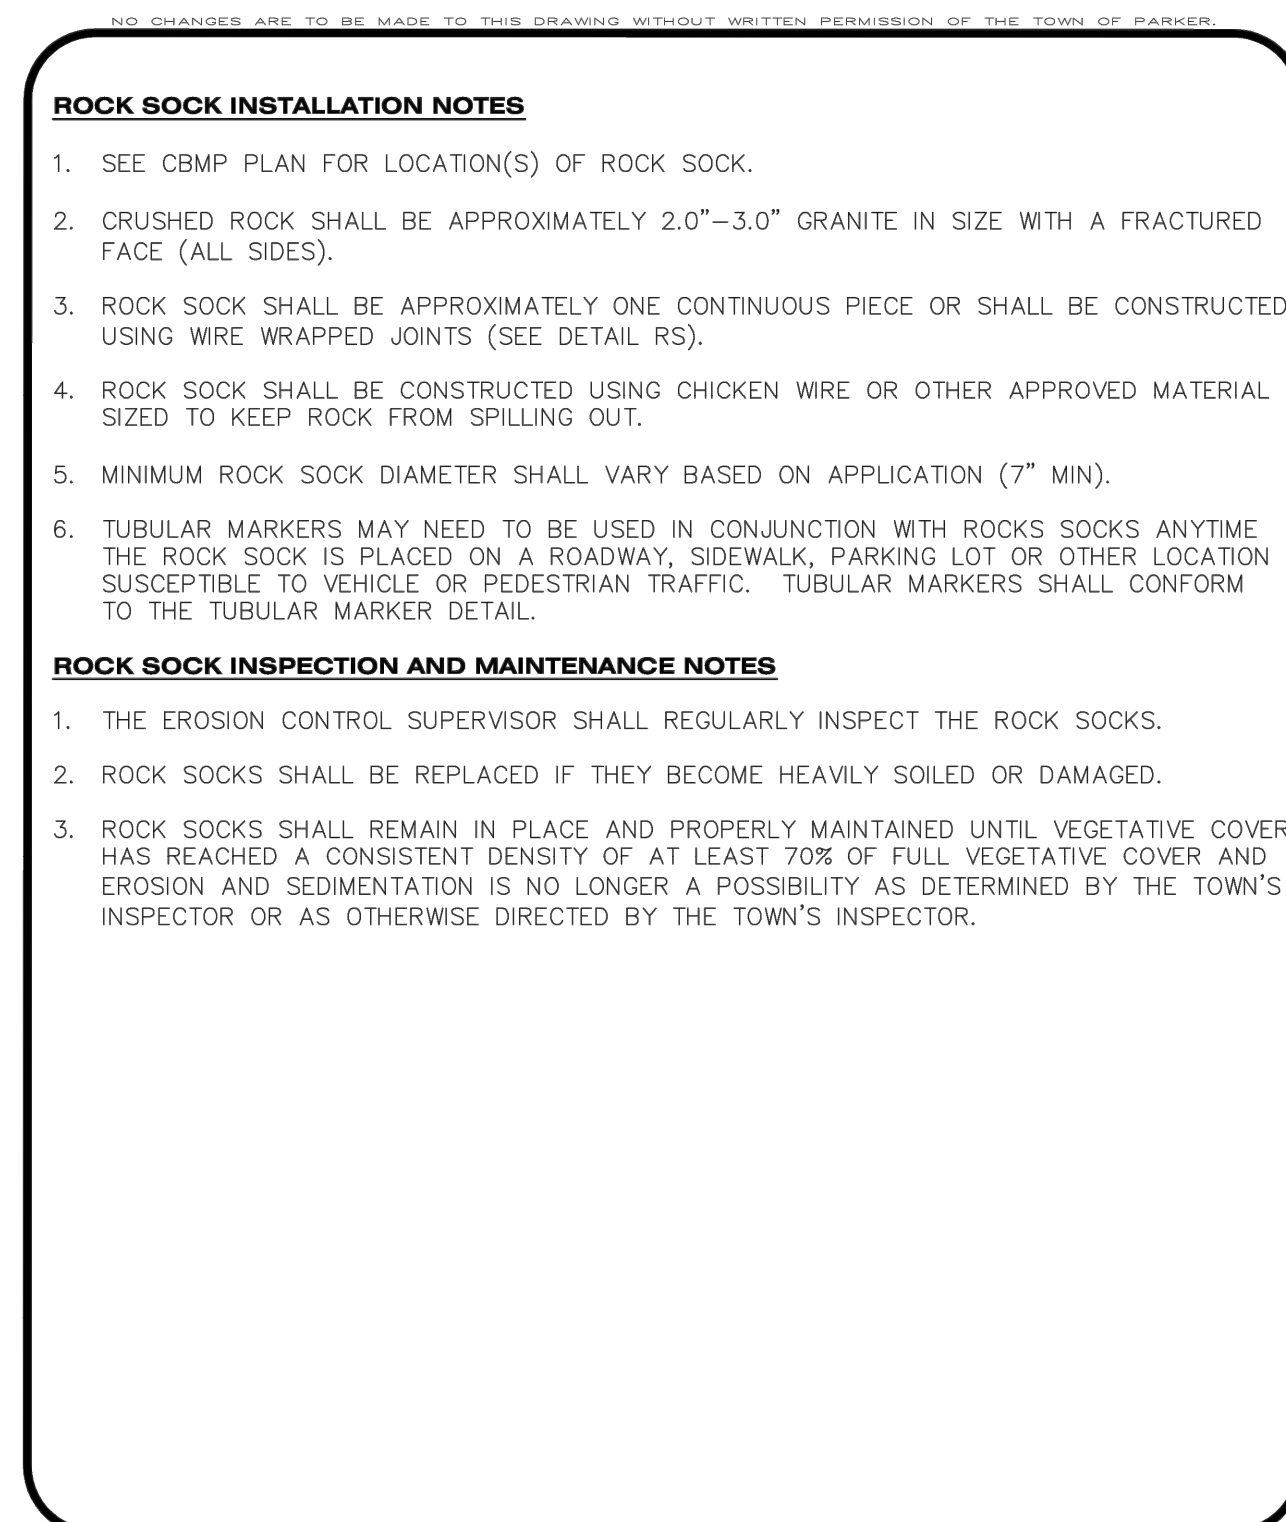 NO CHANGES ARE TO BE MADE TO THIS DRAWING WITHOUT WRITTEN PERMISSION OF THE TOWN OF PARKER.
ROCK SOCK INSTALLATION NOTES
1. SEE CBMP PLAN FOR LOCATION(S) OF ROCK SOCK.
2. CRUSHED ROCK SHALL BE APPROXIMATELY 2.0"–3.0" GRANITE IN SIZE WITH A FRACTURED
FACE (ALL SIDES).
3. ROCK SOCK SHALL BE APPROXIMATELY ONE CONTINUOUS PIECE OR SHALL BE CONSTRUCTED
USING WIRE WRAPPED JOINTS (SEE DETAIL RS).
4. ROCK SOCK SHALL BE CONSTRUCTED USING CHICKEN WIRE OR OTHER APPROVED MATERIAL
SIZED TO KEEP ROCK FROM SPILLING OUT.
5. MINIMUM ROCK SOCK DIAMETER SHALL VARY BASED ON APPLICATION (7" MIN).
6. TUBULAR MARKERS MAY NEED TO BE USED IN CONJUNCTION WITH ROCKS SOCKS ANYTIME
THE ROCK SOCK IS PLACED ON A ROADWAY, SIDEWALK, PARKING LOT OR OTHER LOCATION
SUSCEPTIBLE TO VEHICLE OR PEDESTRIAN TRAFFIC. TUBULAR MARKERS SHALL CONFORM
TO THE TUBULAR MARKER DETAIL.
ROCK SOCK INSPECTION AND MAINTENANCE NOTES
1. THE EROSION CONTROL SUPERVISOR SHALL REGULARLY INSPECT THE ROCK SOCKS.
2. ROCK SOCKS SHALL BE REPLACED IF THEY BECOME HEAVILY SOILED OR DAMAGED.
3. ROCK SOCKS SHALL REMAIN IN PLACE AND PROPERLY MAINTAINED UNTIL VEGETATIVE COVER
HAS REACHED A CONSISTENT DENSITY OF AT LEAST 70% OF FULL VEGETATIVE COVER AND
EROSION AND SEDIMENTATION IS NO LONGER A POSSIBILITY AS DETERMINED BY THE TOWN'S
INSPECTOR OR AS OTHERWISE DIRECTED BY THE TOWN'S INSPECTOR.